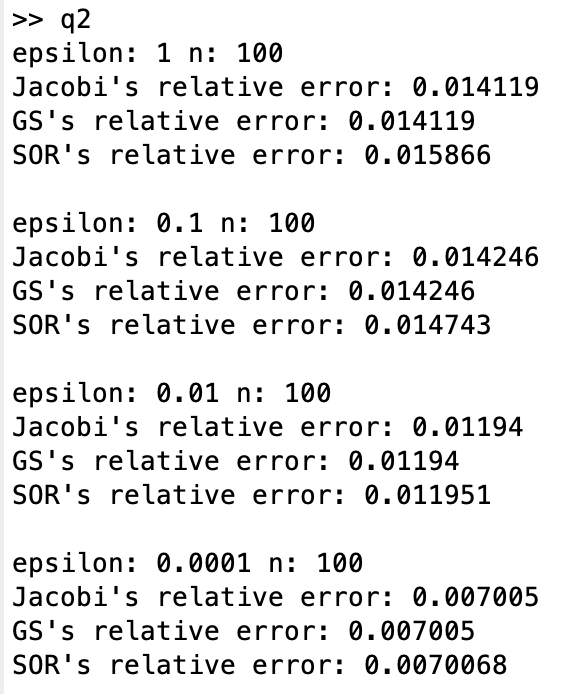 >> q2
epsilon: 1 n: 100
Jacobi's relative error: 0.014119
GS's relative error: 0.014119
SOR's relative error: 0.015866
epsilon: 0.1 n: 100
Jacobi's relative error: 0.014246
GS's relative error: 0.014246
SOR's relative error: 0.014743
epsilon: 0.01 n: 100
Jacobi's relative error: 0.01194
GS's relative error: 0.01194
SOR's relative error: 0.011951
epsilon: 0.0001 n: 100
Jacobi's relative error: 0.007005
GS's relative error: 0.007005
SOR's relative error: 0.0070068